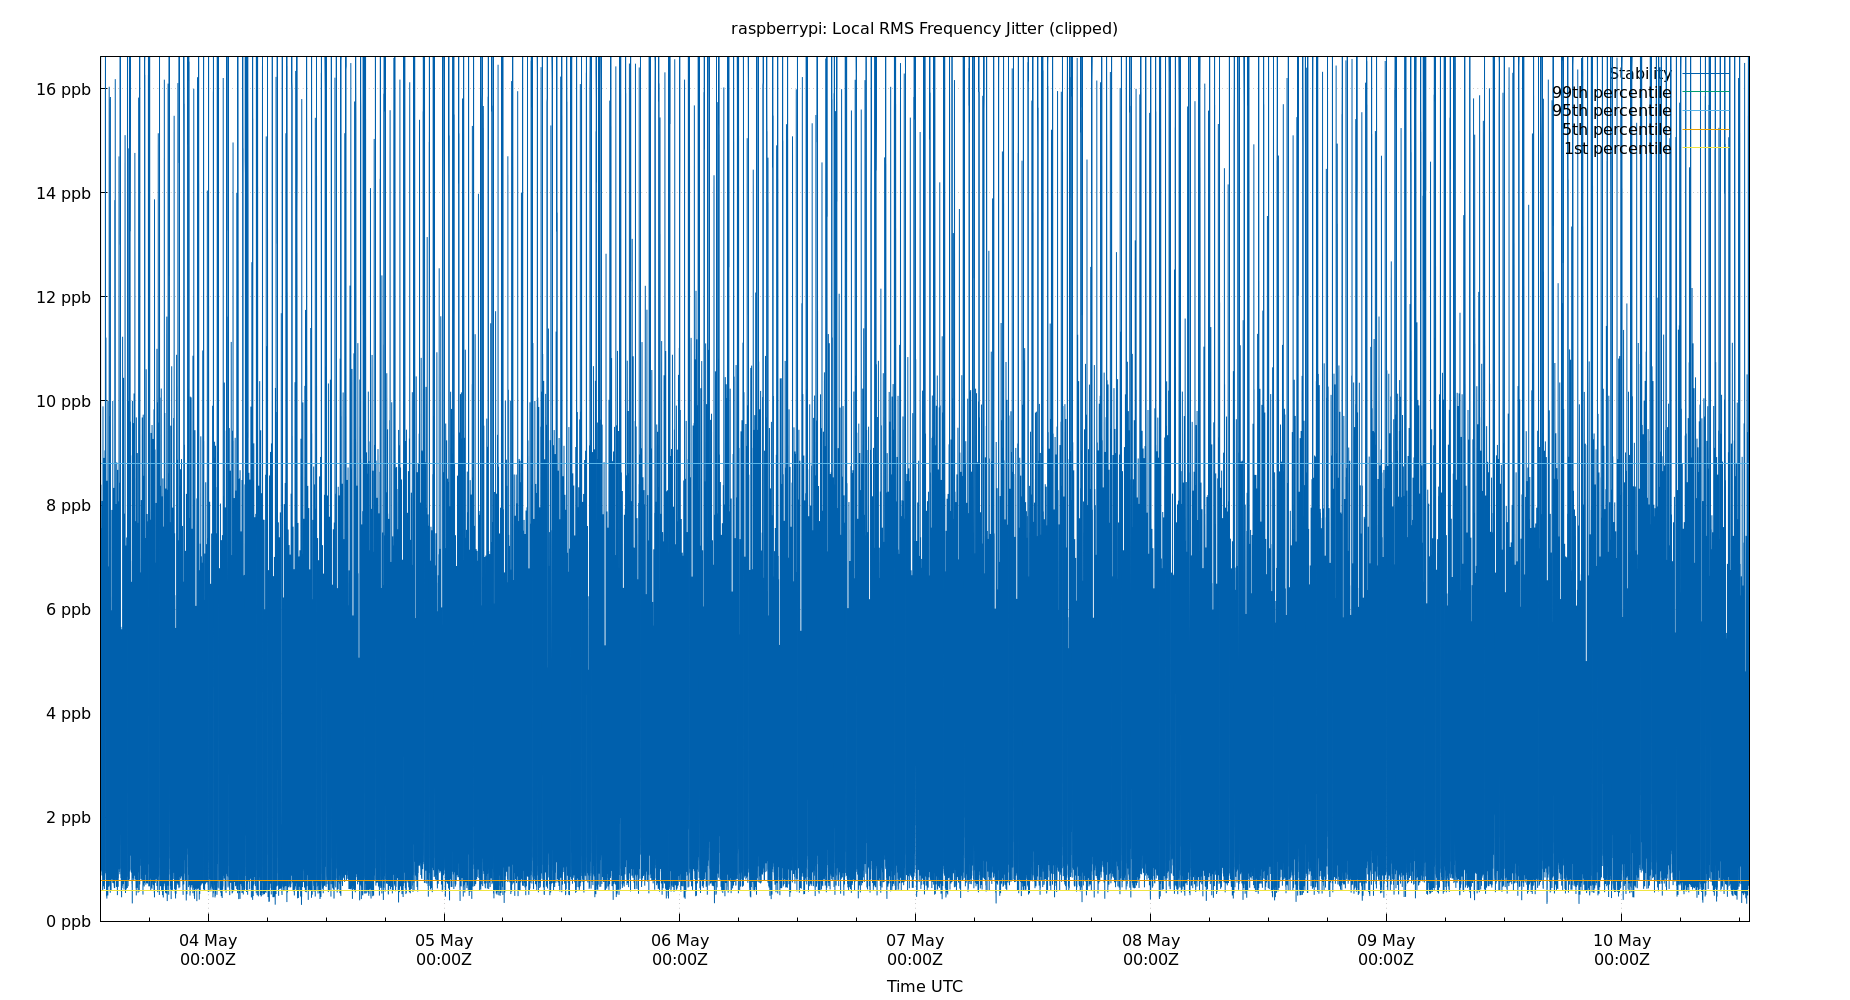 raspberrypi: Local RMS Frequency Jitter (clipped)
16 ppb
14 ppb
12 ppb
10 ppb
8 ppb
6 ppb
4 ppb
2 ppb
0 ppb
Stability
99th percentile
95th percentile
5th percentile
1st percentile
04 May 05 May 06 May 07 May 08 May 09 May 10 May
00:00Z 00:00Z 00:00Z 00:00Z 00:00Z 00:00Z 00:00Z
Time UTC